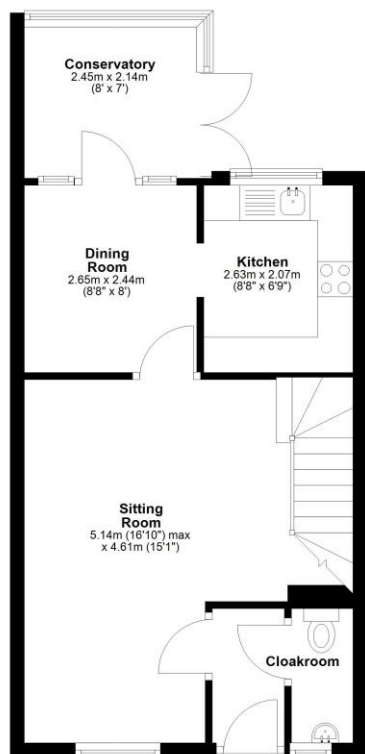 Conservatory
2.45m x 2.14m
(8' x 7')
Dining
Room
2.65m x 2.44m
(8'8" x 8')
Kitchen
2.63m x 2.07m
(8'8" x 6'9")
Sitting
Room
5.14m (16'10") max
x 4.61m (15'1")
Cloakroom